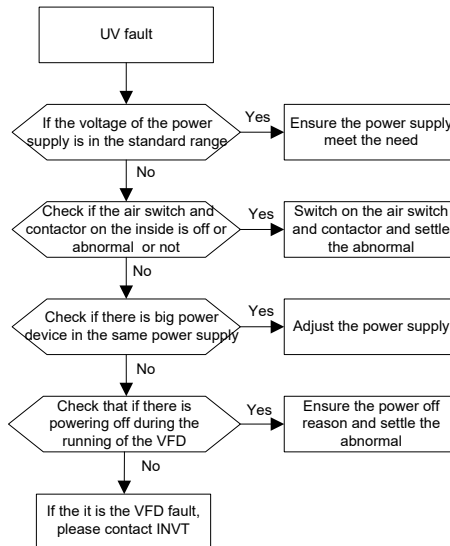 UV fault
If the voltage of the power
supply is in the standard range
Yes
Ensure the power supply
meet the need
No
Check if the air switch and
contactor on the inside is off or
abnormal or not
Yes
Switch on the air switch
and contactor and settle
the abnormal
No
Check if there is big power
device in the same power supply
Yes
Adjust the power supply
No
Check that if there is
powering off during the
running of the VFD
Yes
Ensure the power off
reason and settle the
abnormal
No
If the it is the VFD fault,
please contact INVT